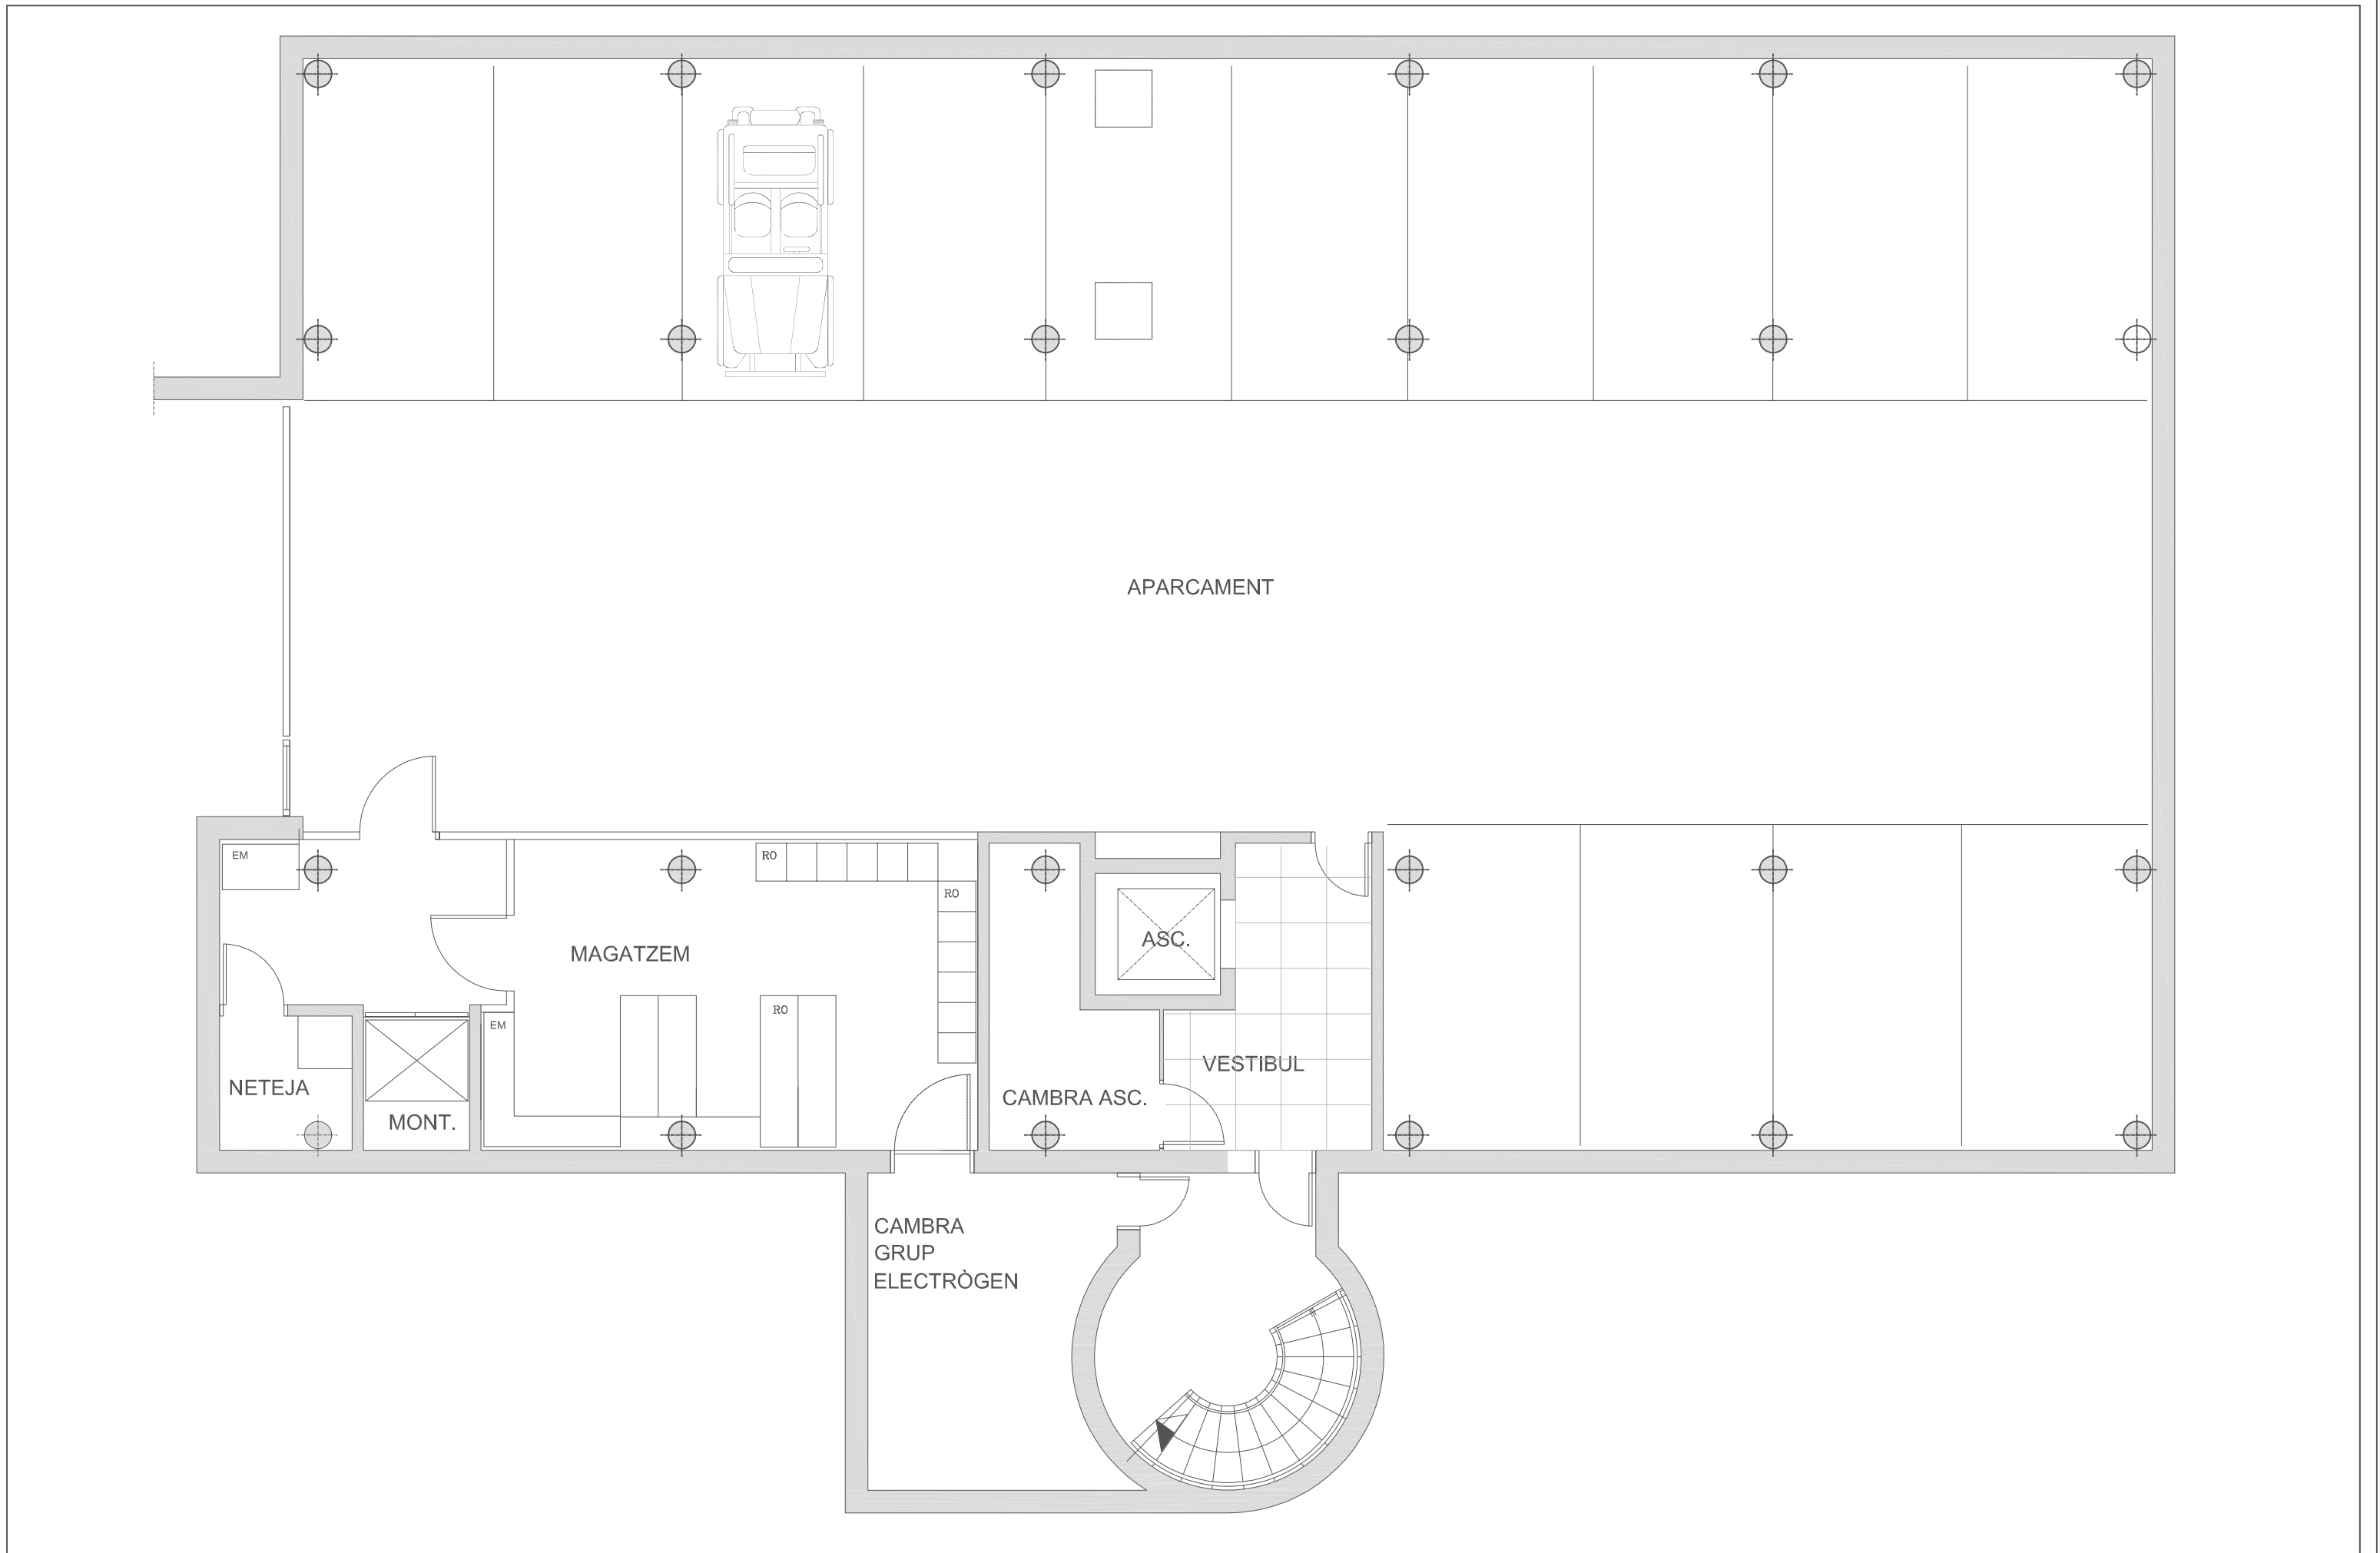 APARCAMENT
EM
RO
RO
ASC.
MAGATZEM
RO
EM
VESTIBUL
NETEJA
CAMBRA ASC.
MONT.
CAMBRA
GRUP
ELECTRÒGEN